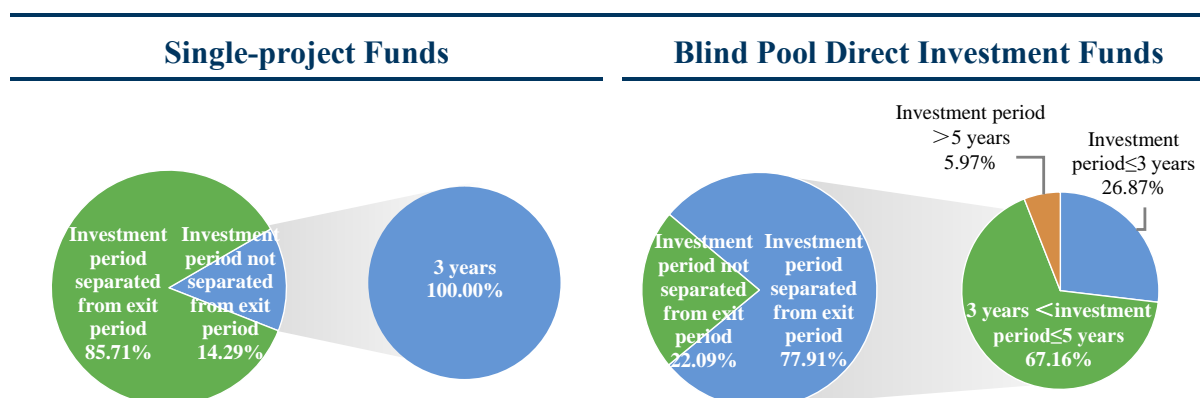 Single-project Funds
Investment
period
separated
from exit
period
85.71%
Investment
period not
separated
from exit
period
14.29%
3 years
100.00%
Blind Pool Direct Investment Funds
Investment period
＞5 years
5.97%
Investment
period≤3 years
26.87%
Investment
period not
separated
from exit
period
22.09%
Investment
period
separated
from exit
period
77.91%
3 years ＜investment
period≤5 years
67.16%